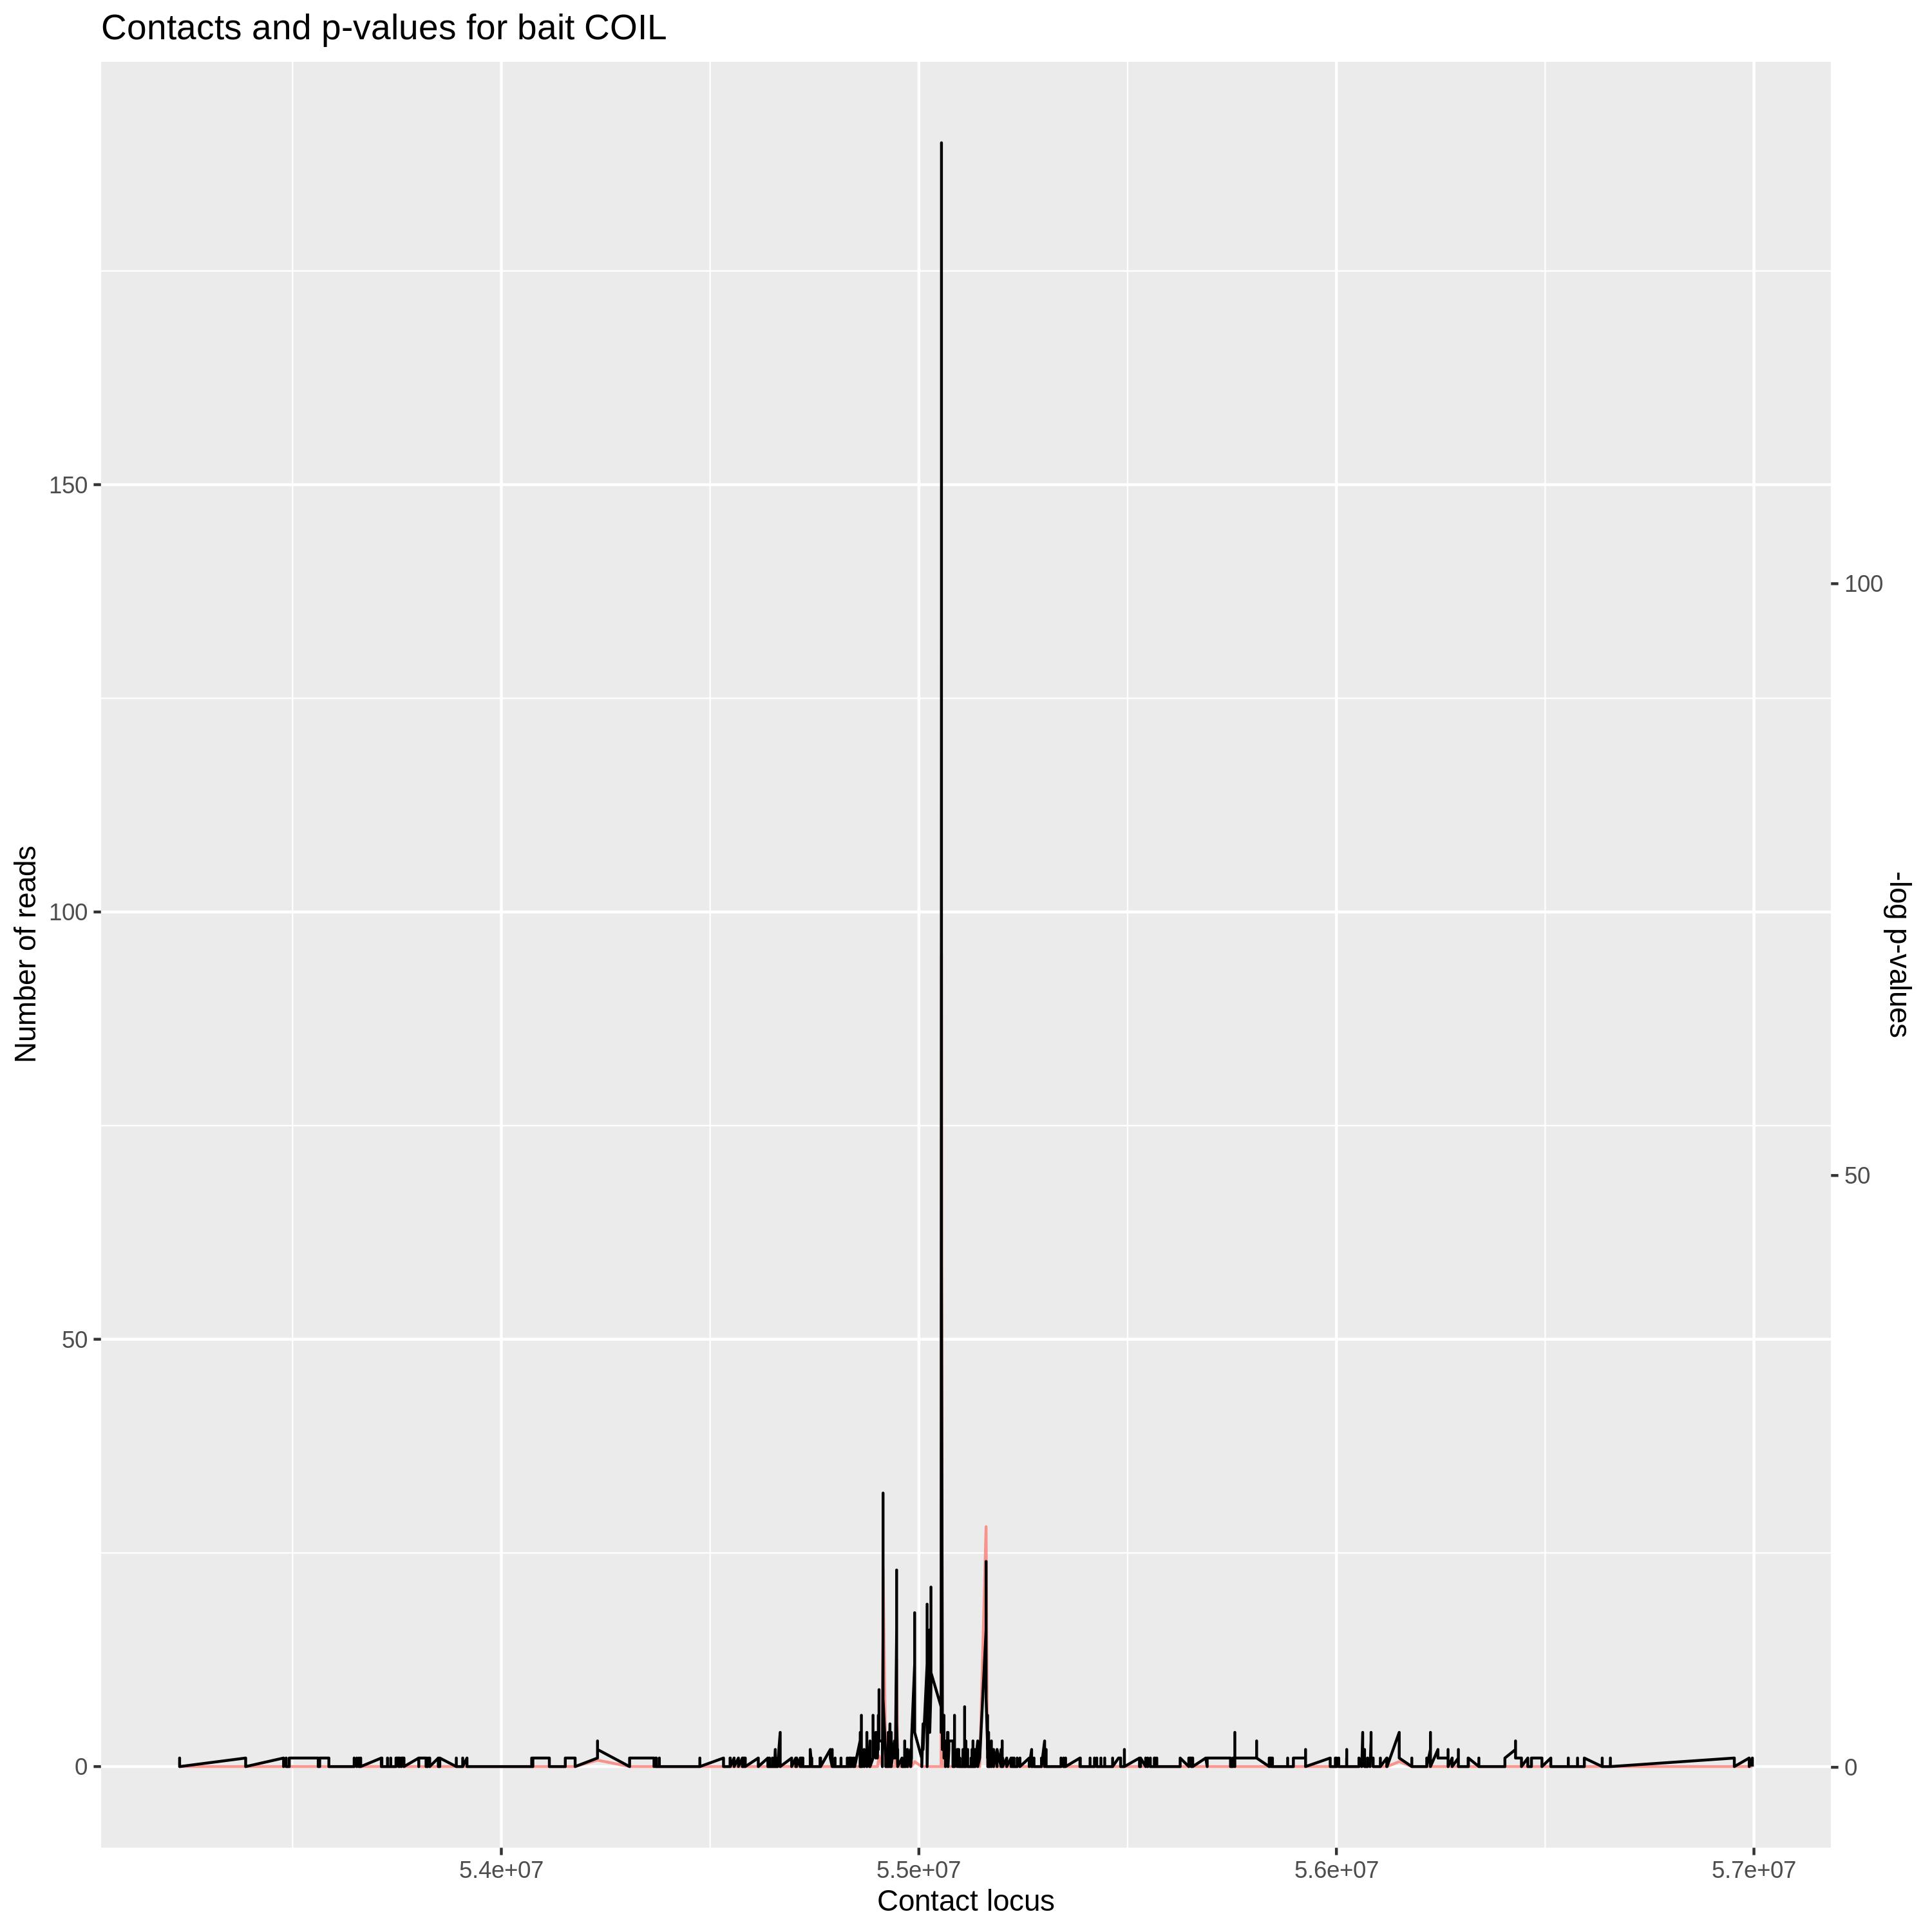 Contacts and p-values for bait COIL
Number of reads
150
100
50
0
-log p-values
100
50
0
5.4e+07 5.5e+07 5.6e+07 5.7e+07
Contact locus